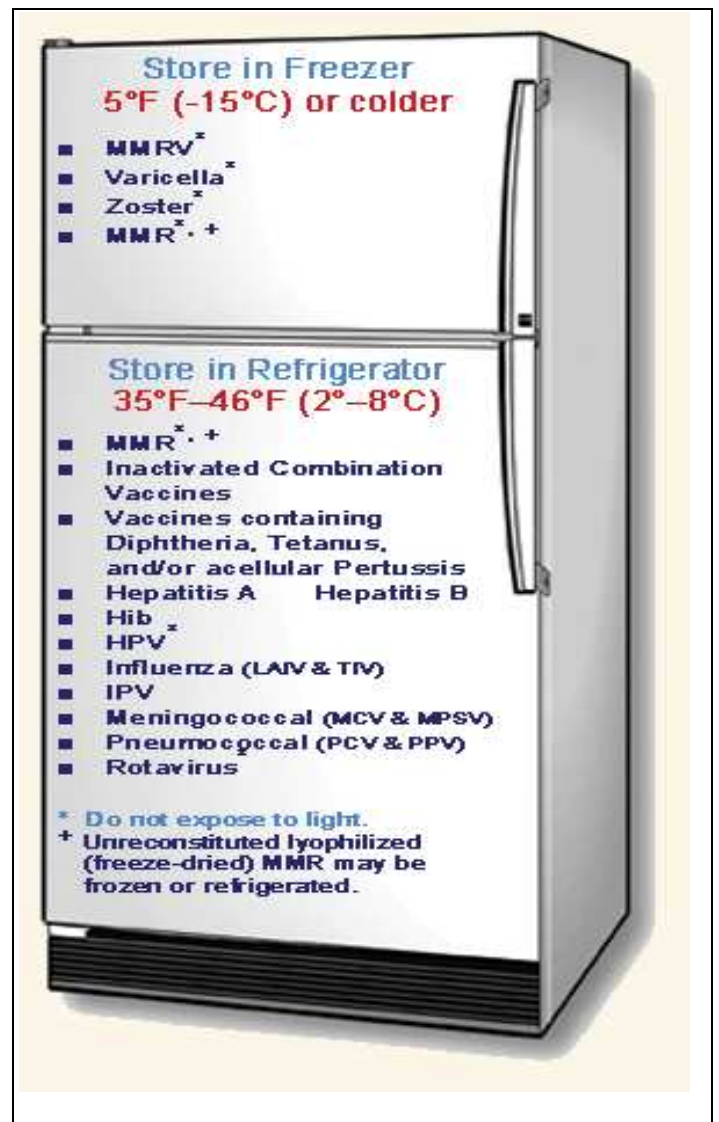 Store in Freezer
5°F (-15°C) or colder
▪ MMRV*
▪ Varicella*
▪ Zoster*
▪ MMR*, +
Store in Refrigerator
35°F–46°F (2°–8°C)
▪ MMR*, +
▪ Inactivated Combination
Vaccines
▪ Vaccines containing
Diphtheria, Tetanus,
and/or acellular Pertussis
▪ Hepatitis A Hepatitis B
▪ Hib
▪ HPV*
▪ Influenza (LAIV & TIV)
▪ IPV
▪ Meningococcal (MCV & MPSV)
▪ Pneumococcal (PCV & PPV)
▪ Rotavirus*
* Do not expose to light.
+ Unreconstituted lyophilized
(freeze-dried) MMR may be
frozen or refrigerated.